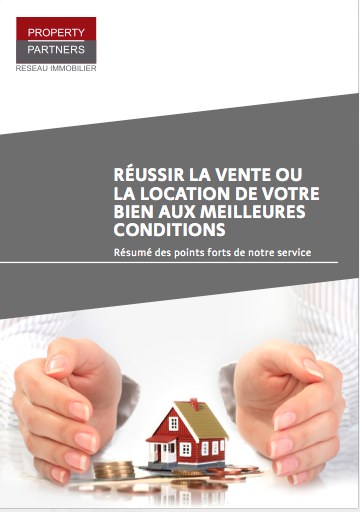 PROPERTY
PARTNERS
RESEAU IMMOBILIER
RÉUSSIR LA VENTE OU
LA LOCATION DE VOTRE
BIEN AUX MEILLEURES
CONDITIONS
Résumé des points forts de notre service